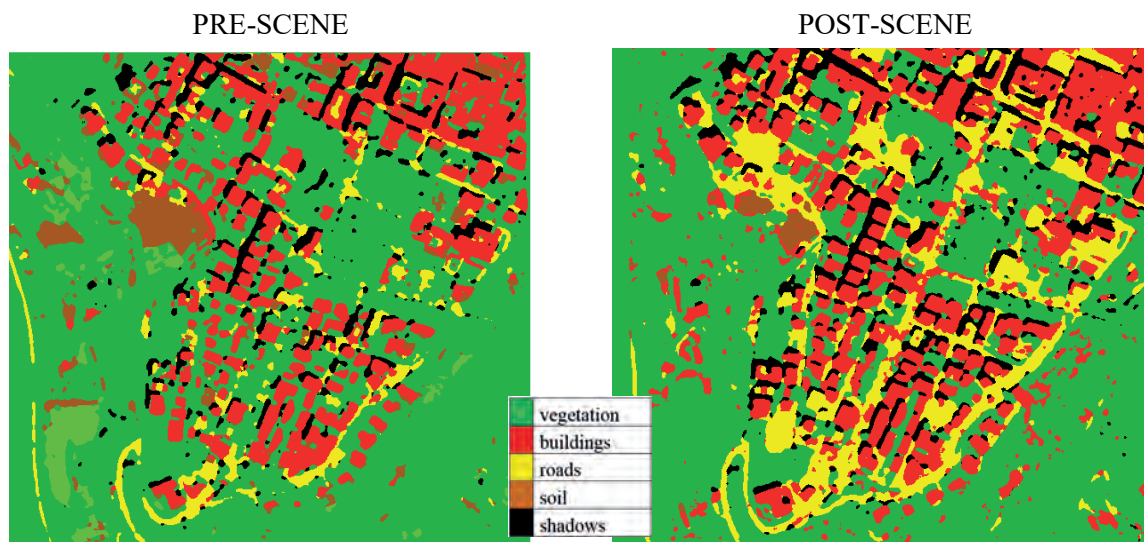 PRE-SCENE
POST-SCENE
vegetation
buildings
roads
soil
shadows